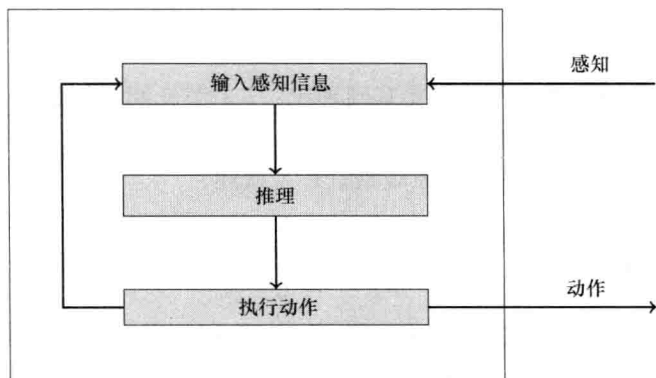 感知
输入感知信息
推理
执行动作
动作